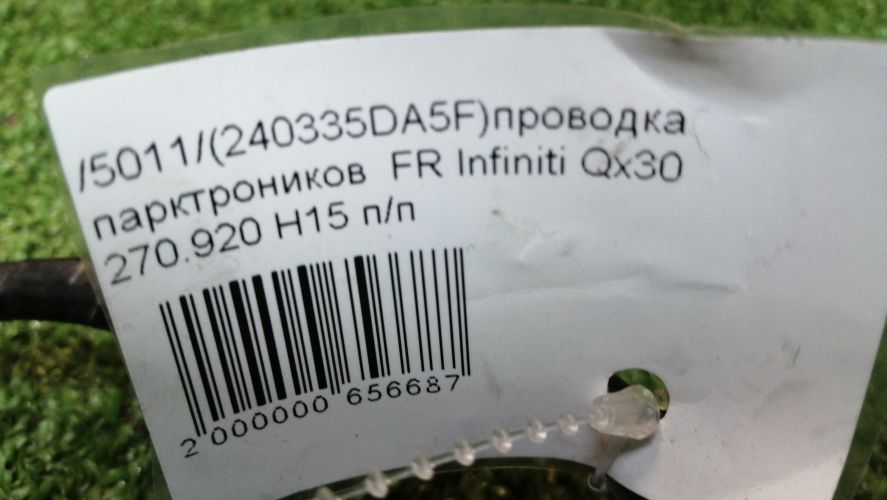 /5011/(240335DA5F)проводка
парктроников FR Infiniti Qx30
270.920 H15 п/п
2 000000 656687